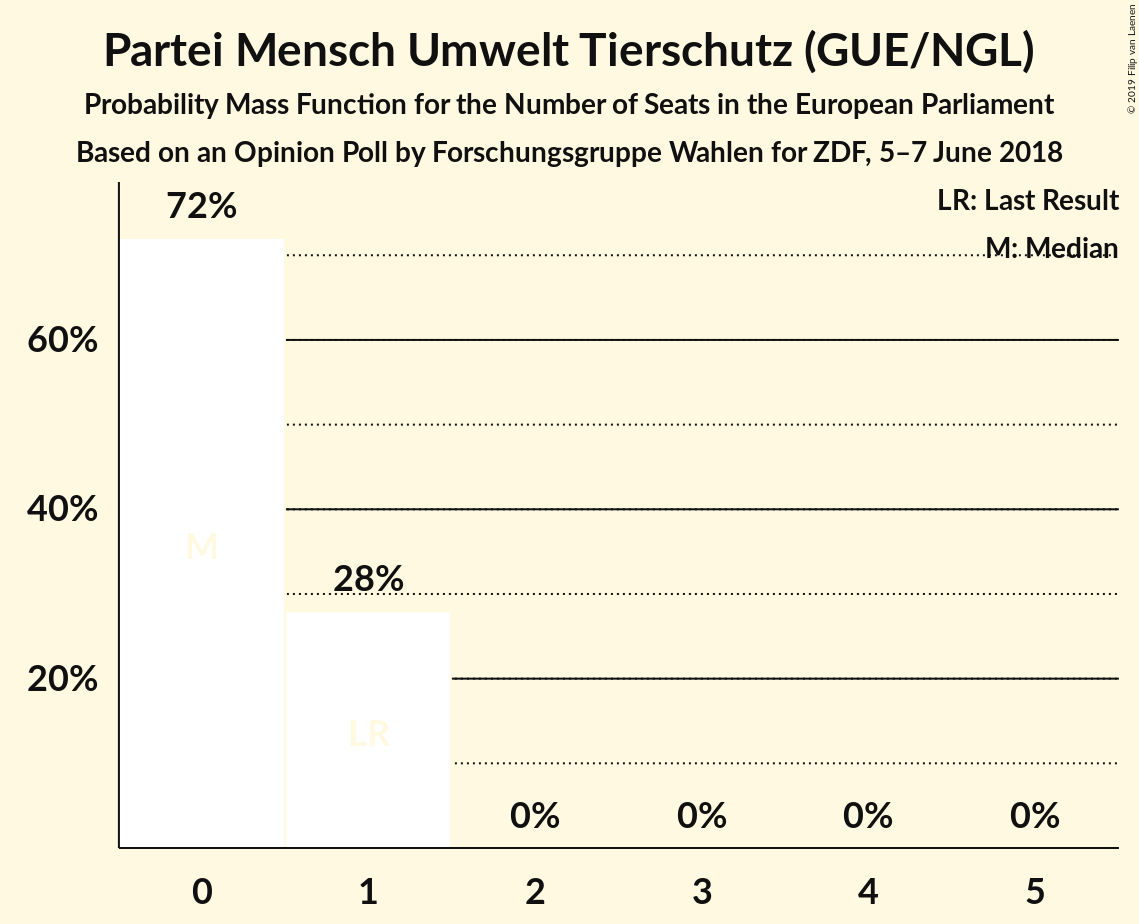 Partei Mensch Umwelt Tierschutz (GUE/NGL)
Probability Mass Function for the Number of Seats in the European Parliament
Based on an Opinion Poll by Forschungsgruppe Wahlen for ZDF, 5–7 June 2018
© 2019 Filip van Laenen
LR: Last Result
M: Median
72%
60%
40%
20%
M
28%
LR
0% 0% 0% 0%
0 1 2 3 4 5